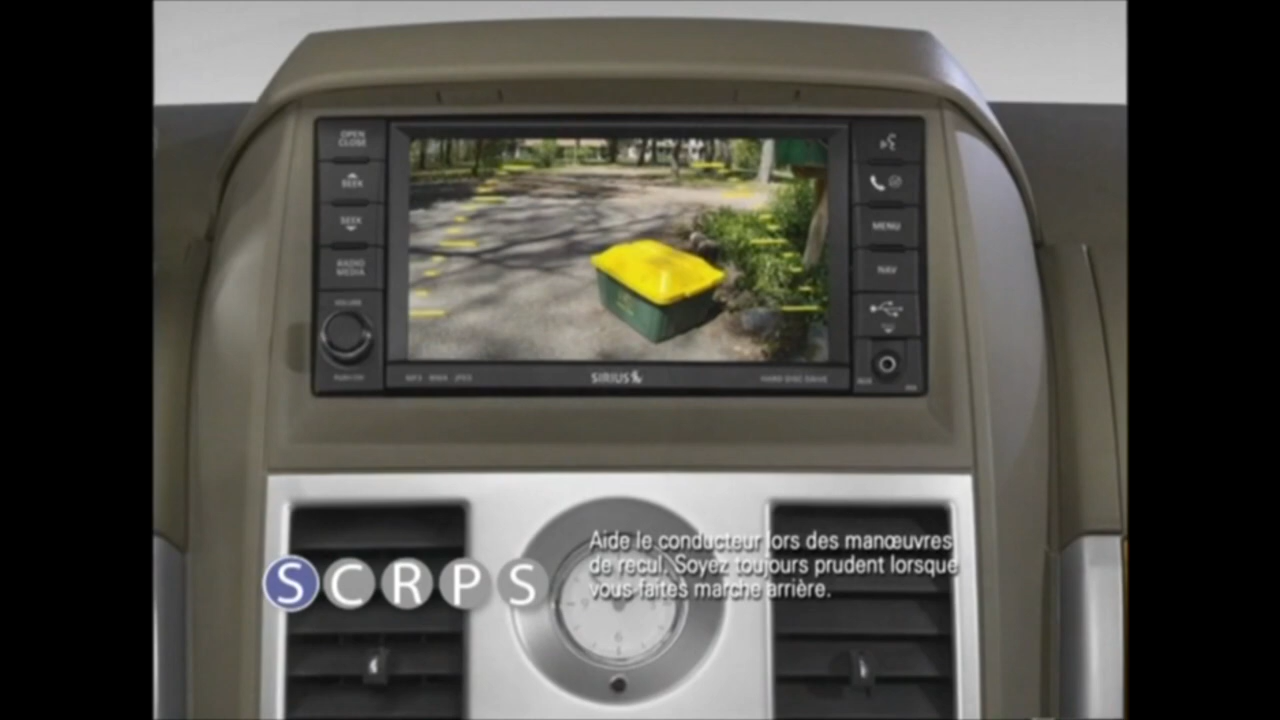 OPEN
CLOSE
SEEK
SEEK
RADIO
MEDIA
VOLUME
MENU
NAV
SIRIUS
HARD DISC DRIVE
S C R P S
Aide le conducteur lors des manœuvres
de recul. Soyez toujours prudent lorsque
vous faites marche arrière.